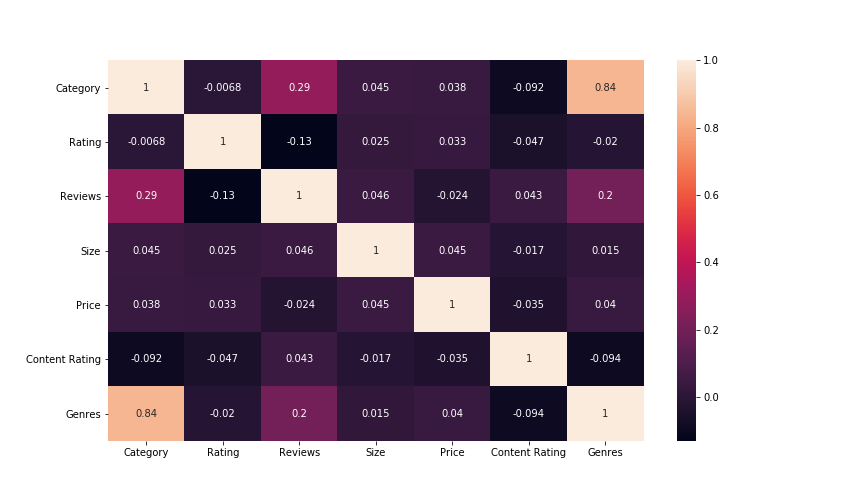 Category 1 -0.0068 0.29 0.045 0.038 -0.092 0.84
Rating -0.0068 1 -0.13 0.025 0.033 -0.047 -0.02
Reviews 0.29 -0.13 1 0.046 -0.024 0.043 0.2
Size 0.045 0.025 0.046 1 0.045 -0.017 0.015
Price 0.038 0.033 -0.024 0.045 1 -0.035 0.04
Content Rating -0.092 -0.047 0.043 -0.017 -0.035 1 -0.094
Genres 0.84 -0.02 0.2 0.015 0.04 -0.094 1
Category Rating Reviews Size Price Content Rating Genres
1.0
0.8
0.6
0.4
0.2
0.0